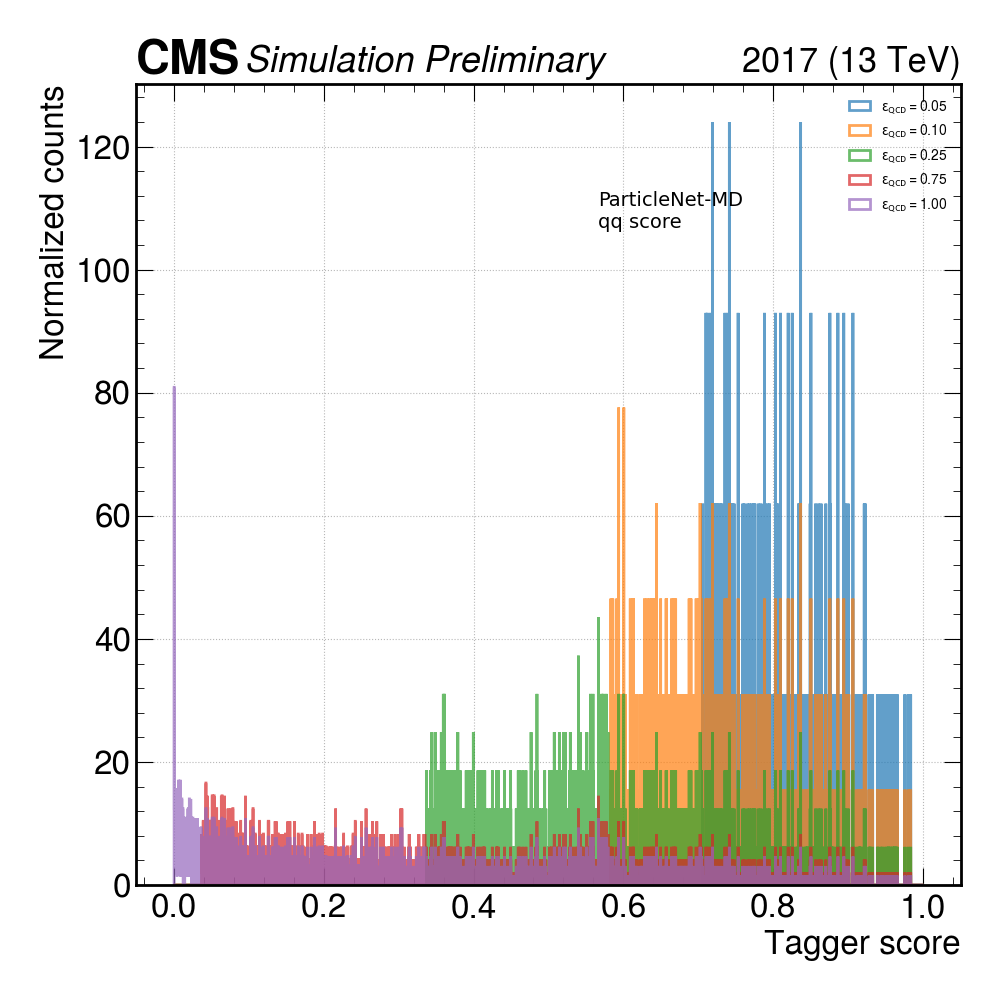 CMS Simulation Preliminary 2017 (13 TeV)
Normalized counts
120
100
80
60
40
20
0
ε_QCD = 0.05
ε_QCD = 0.10
ε_QCD = 0.25
ε_QCD = 0.75
ε_QCD = 1.00
ParticleNet-MD
qq score
0.0 0.2 0.4 0.6 0.8 1.0
Tagger score